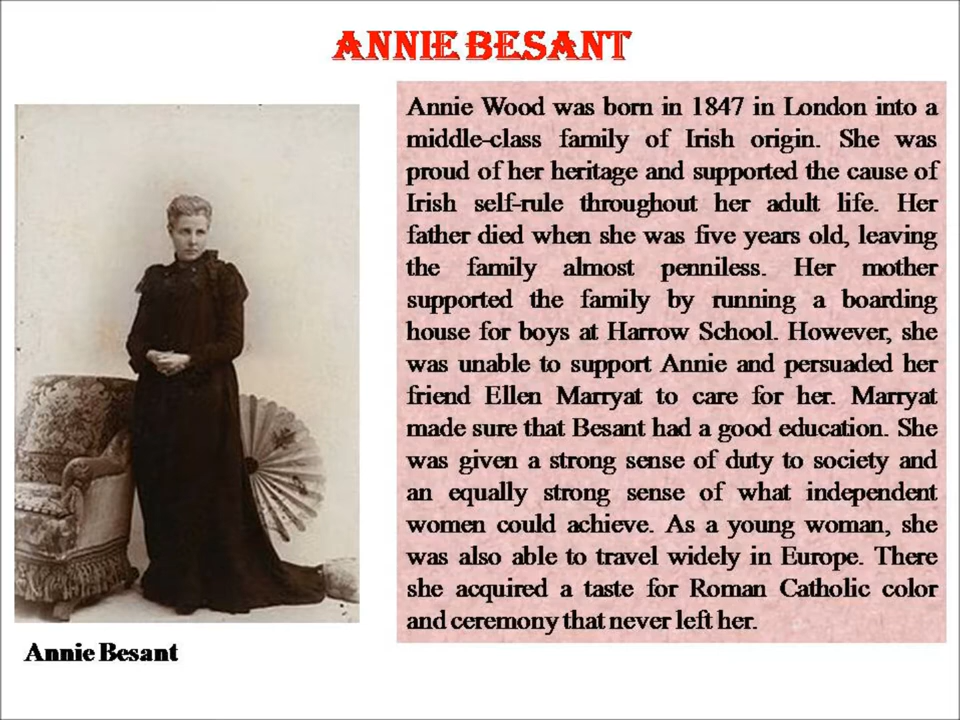 ANNIE BESANT
Annie Wood was born in 1847 in London into a
middle-class family of Irish origin. She was
proud of her heritage and supported the cause of
Irish self-rule throughout her adult life. Her
father died when she was five years old, leaving
the family almost penniless. Her mother
supported the family by running a boarding
house for boys at Harrow School. However, she
was unable to support Annie and persuaded her
friend Ellen Marryat to care for her. Marryat
made sure that Besant had a good education. She
was given a strong sense of duty to society and
an equally strong sense of what independent
women could achieve. As a young woman, she
was also able to travel widely in Europe. There
she acquired a taste for Roman Catholic color
and ceremony that never left her.
Annie Besant